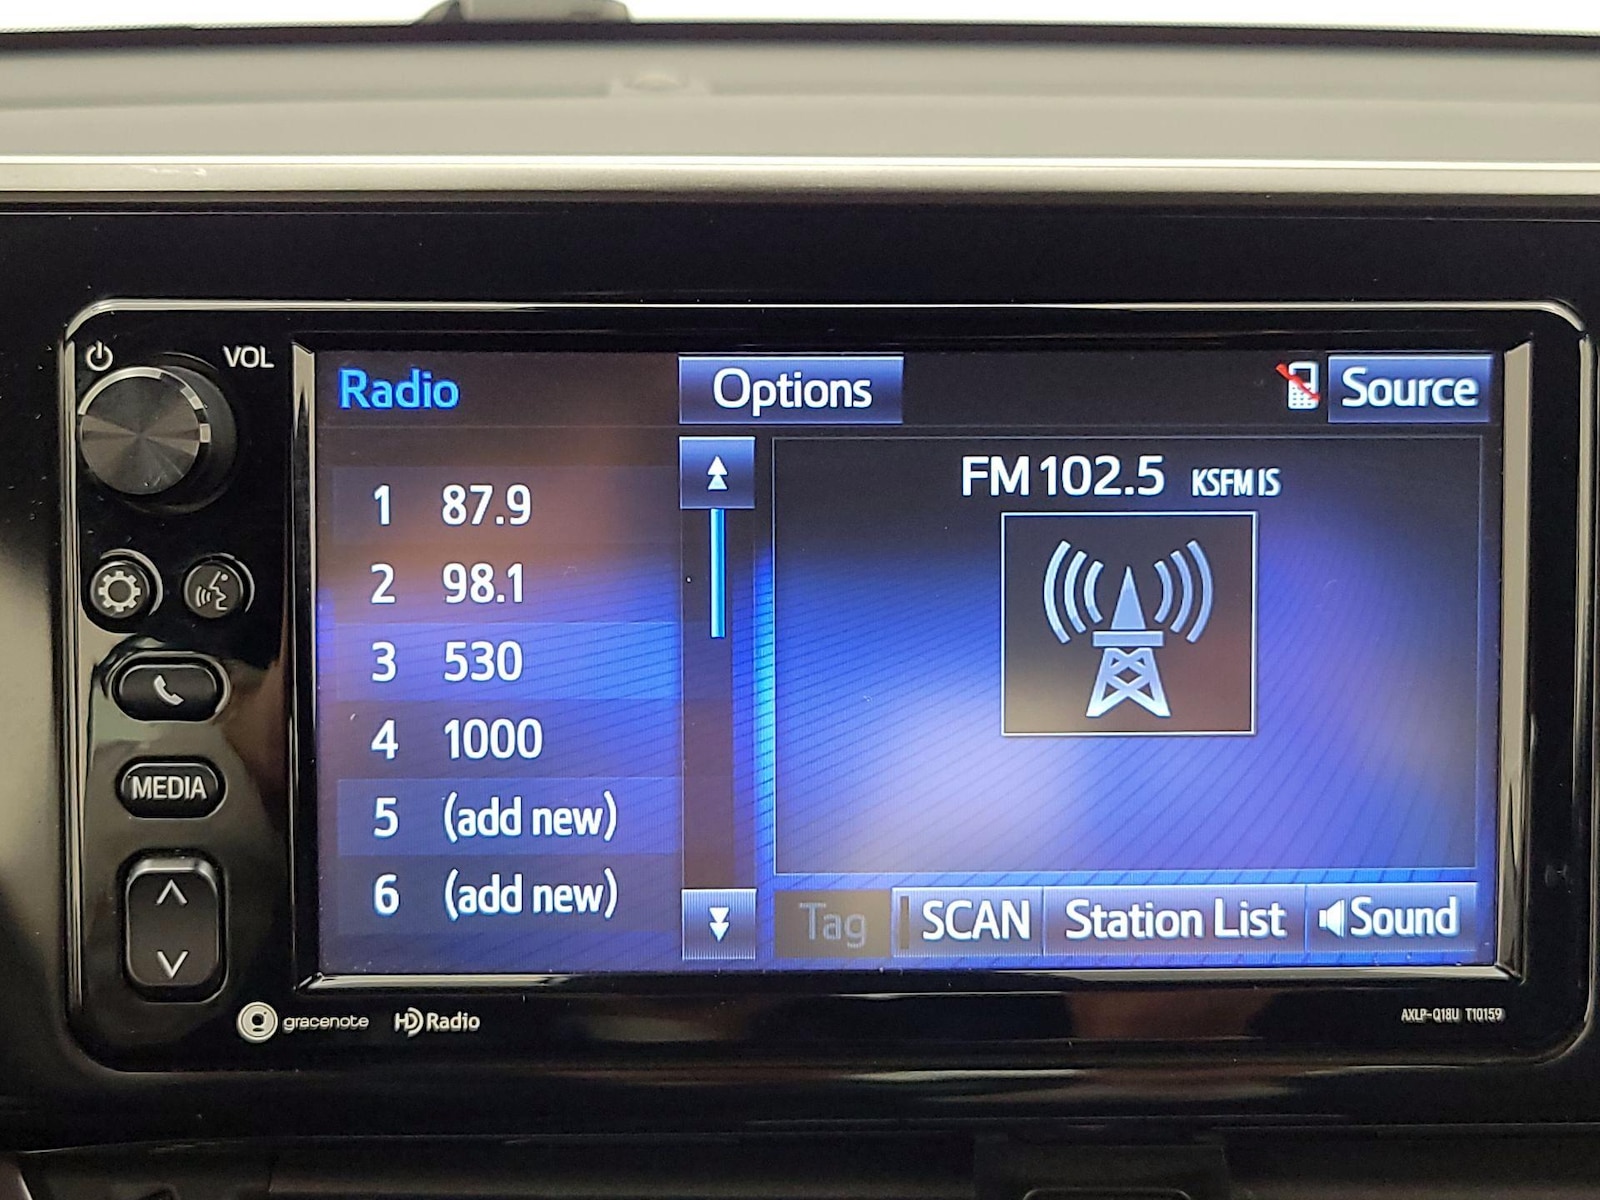 VOL
Radio
Options
Source
FM 102.5 KSFM IS
1 87.9
2 98.1
3 530
4 1000
5 (add new)
6 (add new)
MEDIA
Tag
SCAN
Station List
Sound
gracenote
HD Radio
AXLP-Q18U T10159